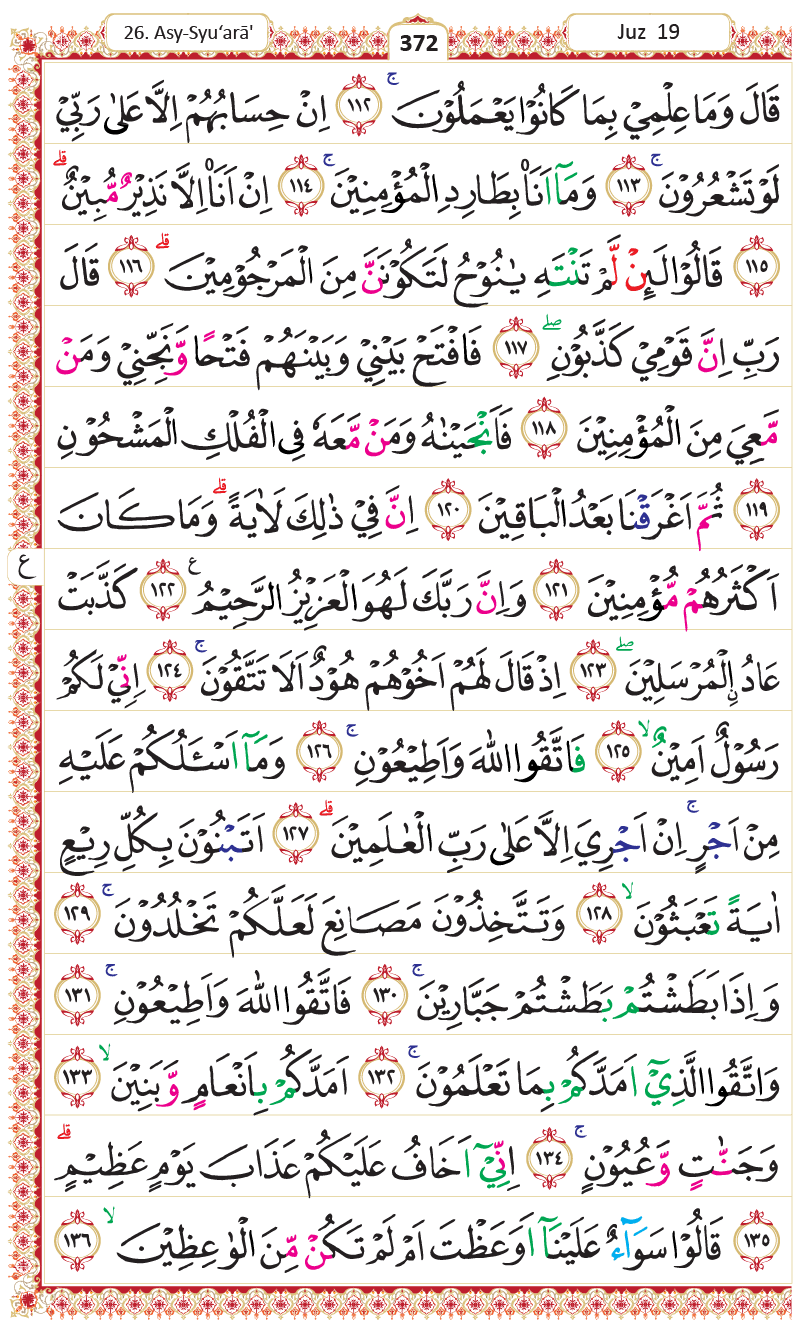 26. Asy-Syu‘arā'
372
Juz 19
قَالَ وَمَا عِلْمِيْ بِمَا كَانُوْا يَعْمَلُوْنَ ۚ ١١٢ اِنْ حِسَابُهُمْ اِلَّا عَلٰى رَبِّيْ
لَوْ تَشْعُرُوْنَ ۚ ١١٣ وَمَآ اَنَا۠ بِطَارِدِ الْمُؤْمِنِيْنَ ۚ ١١٤ اِنْ اَنَا۠ اِلَّا نَذِيْرٌ مُّبِيْنٌ ۗ
١١٥ قَالُوْا لَىِٕنْ لَّمْ تَنْتَهِ يٰنُوْحُ لَتَكُوْنَنَّ مِنَ الْمَرْجُوْمِيْنَ ۗ ١١٦ قَالَ
رَبِّ اِنَّ قَوْمِيْ كَذَّبُوْنِ ۖ ١١٧ فَافْتَحْ بَيْنِيْ وَبَيْنَهُمْ فَتْحًا وَّنَجِّنِيْ وَمَنْ
مَّعِيَ مِنَ الْمُؤْمِنِيْنَ ١١٨ فَاَنْجَيْنٰهُ وَمَنْ مَّعَهٗ فِى الْفُلْكِ الْمَشْحُوْنِ
١١٩ ثُمَّ اَغْرَقْنَا بَعْدُ الْبَاقِيْنَ ١٢٠ اِنَّ فِيْ ذٰلِكَ لَاٰيَةً ۗ وَمَا كَانَ
اَكْثَرُهُمْ مُّؤْمِنِيْنَ ١٢١ وَاِنَّ رَبَّكَ لَهُوَ الْعَزِيْزُ الرَّحِيْمُ ࣖ ١٢٢ كَذَّبَتْ
ع
عَادُ ۨالْمُرْسَلِيْنَ ۖ ١٢٣ اِذْ قَالَ لَهُمْ اَخُوْهُمْ هُوْدٌ اَلَا تَتَّقُوْنَ ۚ ١٢٤ اِنِّيْ لَكُمْ
رَسُوْلٌ اَمِيْنٌ ۙ ١٢٥ فَاتَّقُوا اللّٰهَ وَاَطِيْعُوْنِ ۚ ١٢٦ وَمَآ اَسْـَٔلُكُمْ عَلَيْهِ
مِنْ اَجْرٍ ۚ اِنْ اَجْرِيَ اِلَّا عَلٰى رَبِّ الْعٰلَمِيْنَ ۗ ١٢٧ اَتَبْنُوْنَ بِكُلِّ رِيْعٍ
اٰيَةً تَعْبَثُوْنَ ۙ ١٢٨ وَتَتَّخِذُوْنَ مَصَانِعَ لَعَلَّكُمْ تَخْلُدُوْنَ ۚ ١٢٩
وَاِذَا بَطَشْتُمْ بَطَشْتُمْ جَبَّارِيْنَ ۚ ١٣٠ فَاتَّقُوا اللّٰهَ وَاَطِيْعُوْنِ ۚ ١٣١
وَاتَّقُوا الَّذِيْٓ اَمَدَّكُمْ بِمَا تَعْلَمُوْنَ ۚ ١٣٢ اَمَدَّكُمْ بِاَنْعَامٍ وَّبَنِيْنَ ۙ ١٣٣
وَجَنّٰتٍ وَّعُيُوْنٍ ۚ ١٣٤ اِنِّيْٓ اَخَافُ عَلَيْكُمْ عَذَابَ يَوْمٍ عَظِيْمٍ ۗ
١٣٥ قَالُوْا سَوَاۤءٌ عَلَيْنَآ اَوَعَظْتَ اَمْ لَمْ تَكُنْ مِّنَ الْوٰعِظِيْنَ ۙ ١٣٦